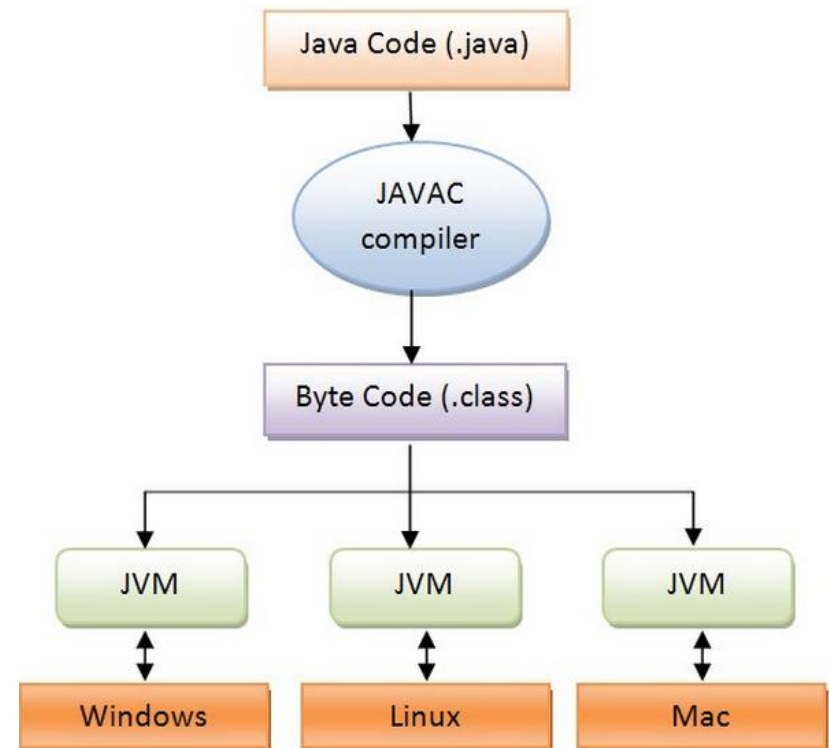 Java Code (.java)
JAVAC
compiler
Byte Code (.class)
JVM
JVM
JVM
Windows
Linux
Mac